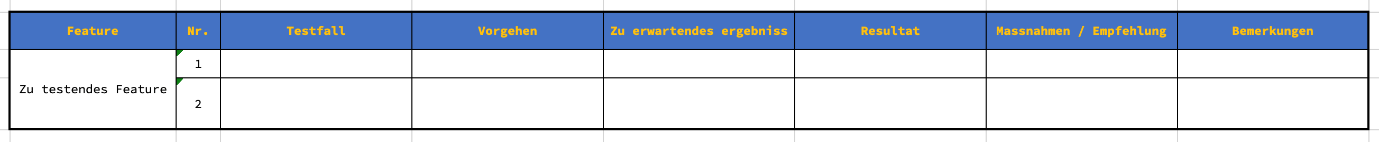 Feature Nr. Testfall Vorgehen Zu erwartendes ergebniss Resultat Massnahmen / Empfehlung Bemerkungen
1
Zu testendes Feature
2